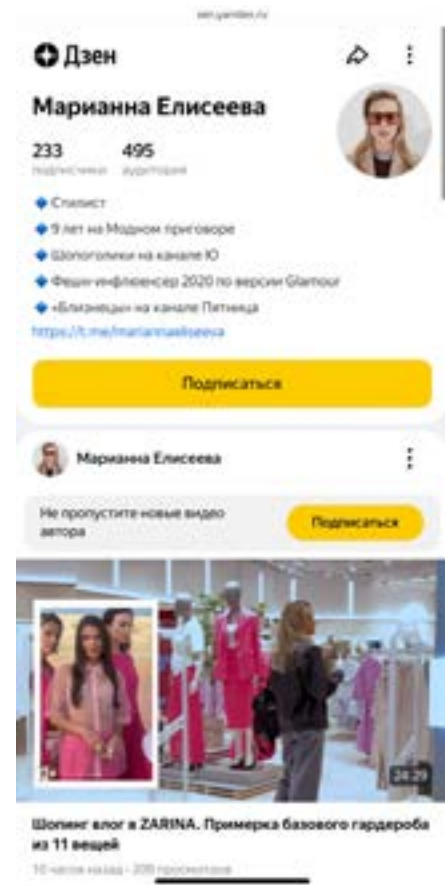 zen.yandex.ru
Дзен
Марианна Елисеева
233 495
подписчики аудитория
Стилист
9 лет на Модном приговоре
Шопоголики на канале Ю
Фешн-инфлюенсер 2020 по версии Glamour
«Близнецы» на канале Пятница
https://t.me/mariannaeliseeva
Подписаться
Марианна Елисеева
Не пропустите новые видео
автора
Подписаться
24:29
Шопинг влог в ZARINA. Примерка базового гардероба
из 11 вещей
10 часов назад - 209 просмотров